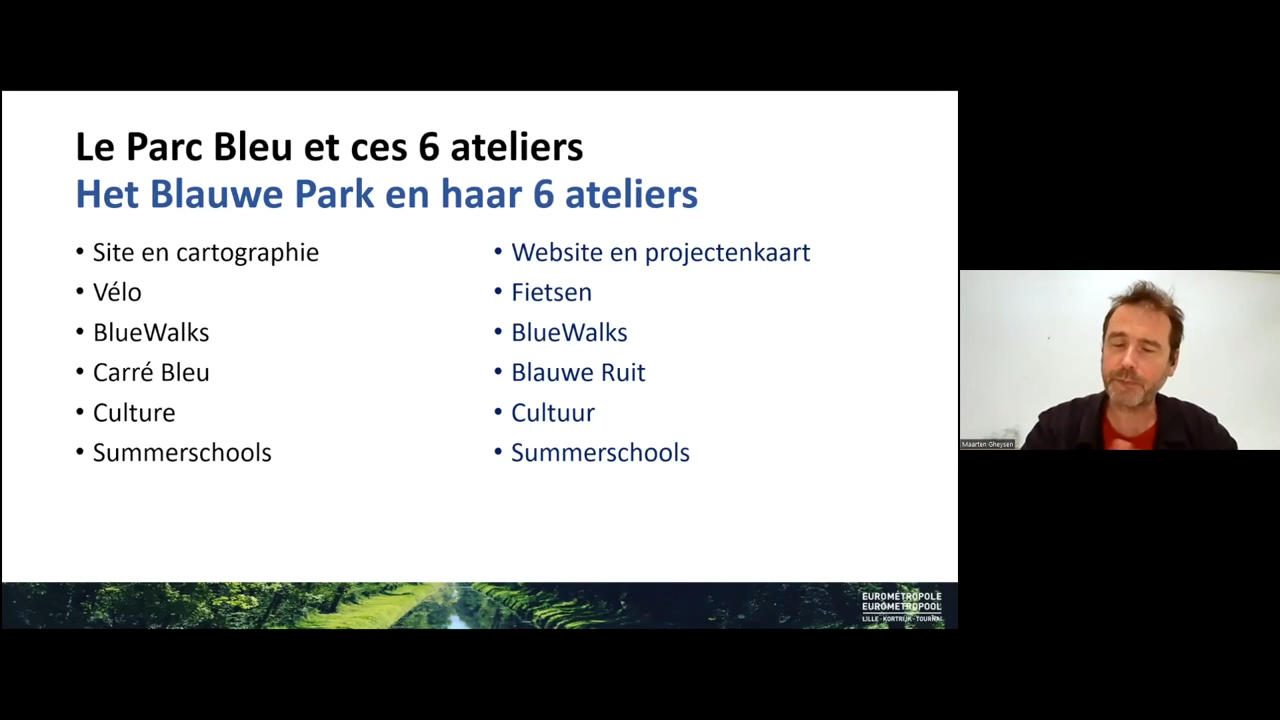 Le Parc Bleu et ces 6 ateliers
Het Blauwe Park en haar 6 ateliers
• Site en cartographie
• Vélo
• BlueWalks
• Carré Bleu
• Culture
• Summerschools
• Website en projectenkaart
• Fietsen
• BlueWalks
• Blauwe Ruit
• Cultuur
• Summerschools
EUROMÉTROPOLE
EUROMETROPOOL
LILLE - KORTRIJK - TOURNAI
Maarten Gheysen